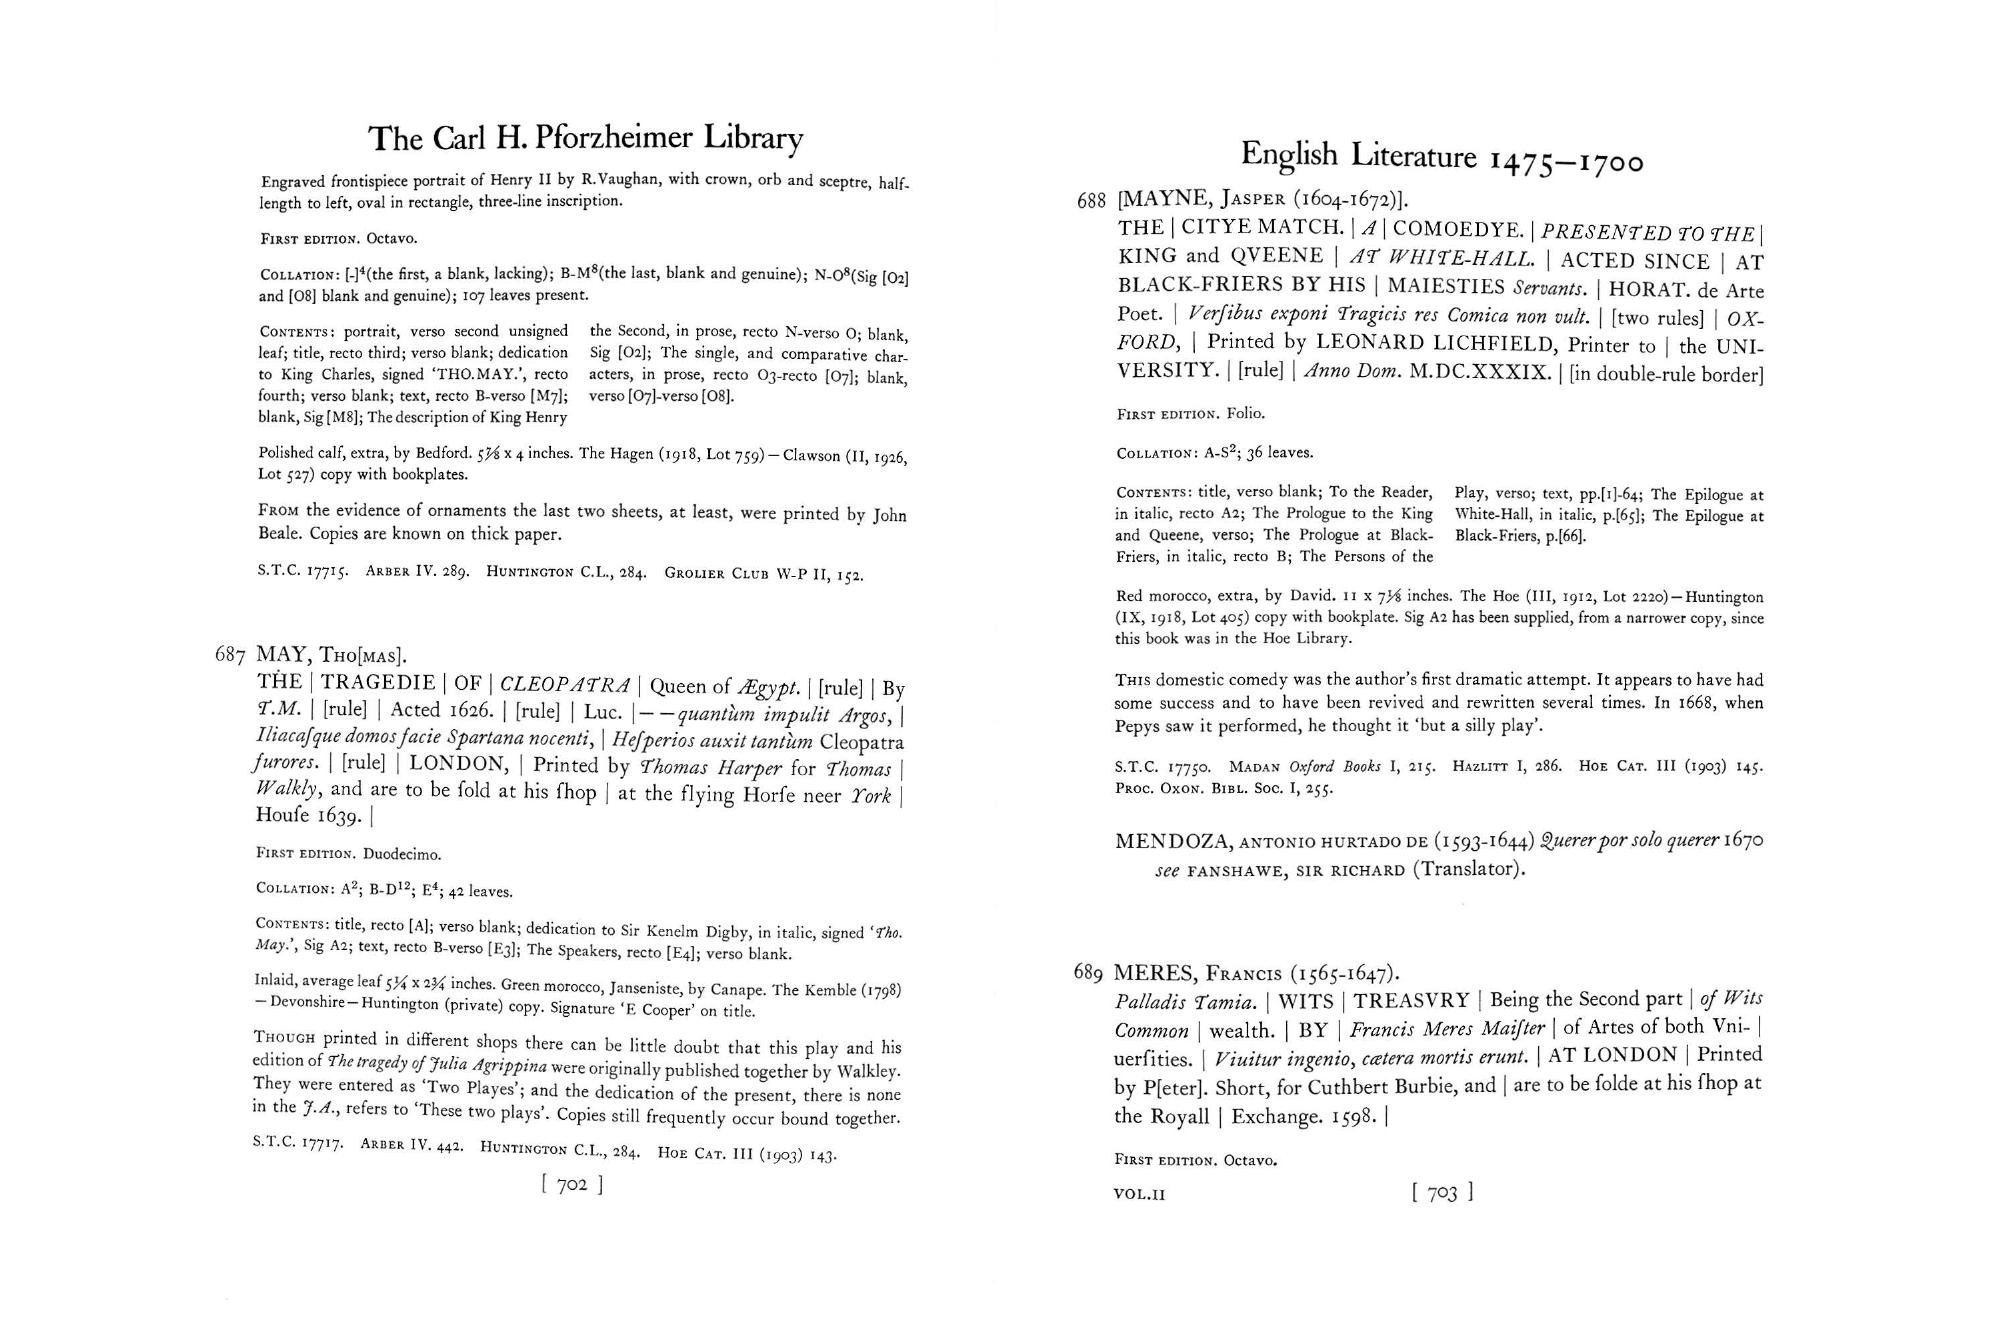 The Carl H. Pforzheimer Library
Engraved frontispiece portrait of Henry II by R.Vaughan, with crown, orb and sceptre, half-
length to left, oval in rectangle, three-line inscription.
FIRST EDITION. Octavo.
COLLATION: [-]⁴(the first, a blank, lacking); B-M⁸(the last, blank and genuine); N-O⁸(Sig [O2]
and [O8] blank and genuine); 107 leaves present.
CONTENTS: portrait, verso second unsigned
leaf; title, recto third; verso blank; dedication
to King Charles, signed ‘THO.MAY.’, recto
fourth; verso blank; text, recto B-verso [M7];
blank, Sig [M8]; The description of King Henry
the Second, in prose, recto N-verso O; blank,
Sig [O2]; The single, and comparative char-
acters, in prose, recto O3-recto [O7]; blank,
verso [O7]-verso [O8].
Polished calf, extra, by Bedford. 5⅞ x 4 inches. The Hagen (1918, Lot 759)—Clawson (II, 1926,
Lot 527) copy with bookplates.
FROM the evidence of ornaments the last two sheets, at least, were printed by John
Beale. Copies are known on thick paper.
S.T.C. 17715. ARBER IV. 289. HUNTINGTON C.L., 284. GROLIER CLUB W-P II, 152.
687 MAY, THO[MAS].
THE | TRAGEDIE | OF | CLEOPATRA | Queen of Ægypt. | [rule] | By
T.M. | [rule] | Acted 1626. | [rule] | Luc. |— —quantùm impulit Argos, |
Iliacaſque domos facie Spartana nocenti, | Heſperios auxit tantùm Cleopatra
furores. | [rule] | LONDON, | Printed by Thomas Harper for Thomas |
Walkly, and are to be ſold at his ſhop | at the flying Horſe neer York |
Houſe 1639. |
FIRST EDITION. Duodecimo.
COLLATION: A²; B-D¹²; E⁴; 42 leaves.
CONTENTS: title, recto [A]; verso blank; dedication to Sir Kenelm Digby, in italic, signed ‘Tho.
May.’, Sig A2; text, recto B-verso [E3]; The Speakers, recto [E4]; verso blank.
Inlaid, average leaf 5¼ x 2¾ inches. Green morocco, Janseniste, by Canape. The Kemble (1798)
—Devonshire—Huntington (private) copy. Signature ‘E Cooper’ on title.
THOUGH printed in different shops there can be little doubt that this play and his
edition of The tragedy of Julia Agrippina were originally published together by Walkley.
They were entered as ‘Two Playes’; and the dedication of the present, there is none
in the J.A., refers to ‘These two plays’. Copies still frequently occur bound together.
S.T.C. 17717. ARBER IV. 442. HUNTINGTON C.L., 284. HOE CAT. III (1903) 143.
[ 702 ]
English Literature 1475—1700
688 [MAYNE, JASPER (1604-1672)].
THE | CITYE MATCH. | A | COMOEDYE. | PRESENTED TO THE |
KING and QVEENE | AT WHITE-HALL. | ACTED SINCE | AT
BLACK-FRIERS BY HIS | MAIESTIES Servants. | HORAT. de Arte
Poet. | Verſibus exponi Tragicis res Comica non vult. | [two rules] | OX-
FORD, | Printed by LEONARD LICHFIELD, Printer to | the UNI-
VERSITY. | [rule] | Anno Dom. M.DC.XXXIX. | [in double-rule border]
FIRST EDITION. Folio.
COLLATION: A-S²; 36 leaves.
CONTENTS: title, verso blank; To the Reader,
in italic, recto A2; The Prologue to the King
and Queene, verso; The Prologue at Black-
Friers, in italic, recto B; The Persons of the
Play, verso; text, pp.[1]-64; The Epilogue at
White-Hall, in italic, p.[65]; The Epilogue at
Black-Friers, p.[66].
Red morocco, extra, by David. 11 x 7⅛ inches. The Hoe (III, 1912, Lot 2220)—Huntington
(IX, 1918, Lot 405) copy with bookplate. Sig A2 has been supplied, from a narrower copy, since
this book was in the Hoe Library.
THIS domestic comedy was the author’s first dramatic attempt. It appears to have had
some success and to have been revived and rewritten several times. In 1668, when
Pepys saw it performed, he thought it ‘but a silly play’.
S.T.C. 17750. MADAN Oxford Books I, 215. HAZLITT I, 286. HOE CAT. III (1903) 145.
PROC. OXON. BIBL. SOC. I, 255.
MENDOZA, ANTONIO HURTADO DE (1593-1644) Querer por solo querer 1670
see FANSHAWE, SIR RICHARD (Translator).
689 MERES, FRANCIS (1565-1647).
Palladis Tamia. | WITS | TREASVRY | Being the Second part | of Wits
Common | wealth. | BY | Francis Meres Maiſter | of Artes of both Vni- |
uerſities. | Viuitur ingenio, cætera mortis erunt. | AT LONDON | Printed
by P[eter]. Short, for Cuthbert Burbie, and | are to be ſolde at his ſhop at
the Royall | Exchange. 1598. |
FIRST EDITION. Octavo.
VOL.II [ 703 ]